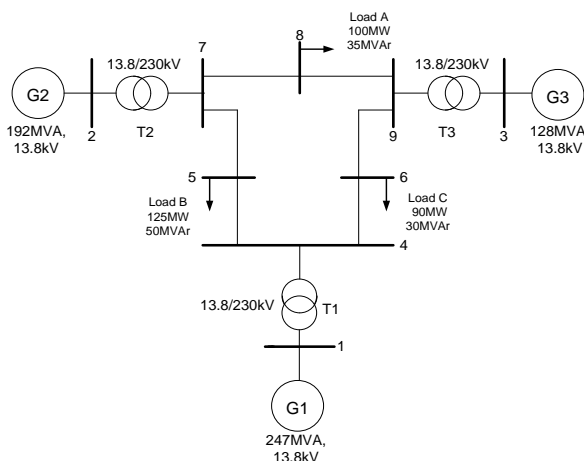 Load A
100MW
35MVAr
8
7
13.8/230kV
13.8/230kV
G2
G3
2
T2
9
T3
3
192MVA,
13.8kV
128MVA,
13.8kV
5
6
Load B
125MW
50MVAr
Load C
90MW
30MVAr
4
13.8/230kV
T1
1
G1
247MVA,
13.8kV